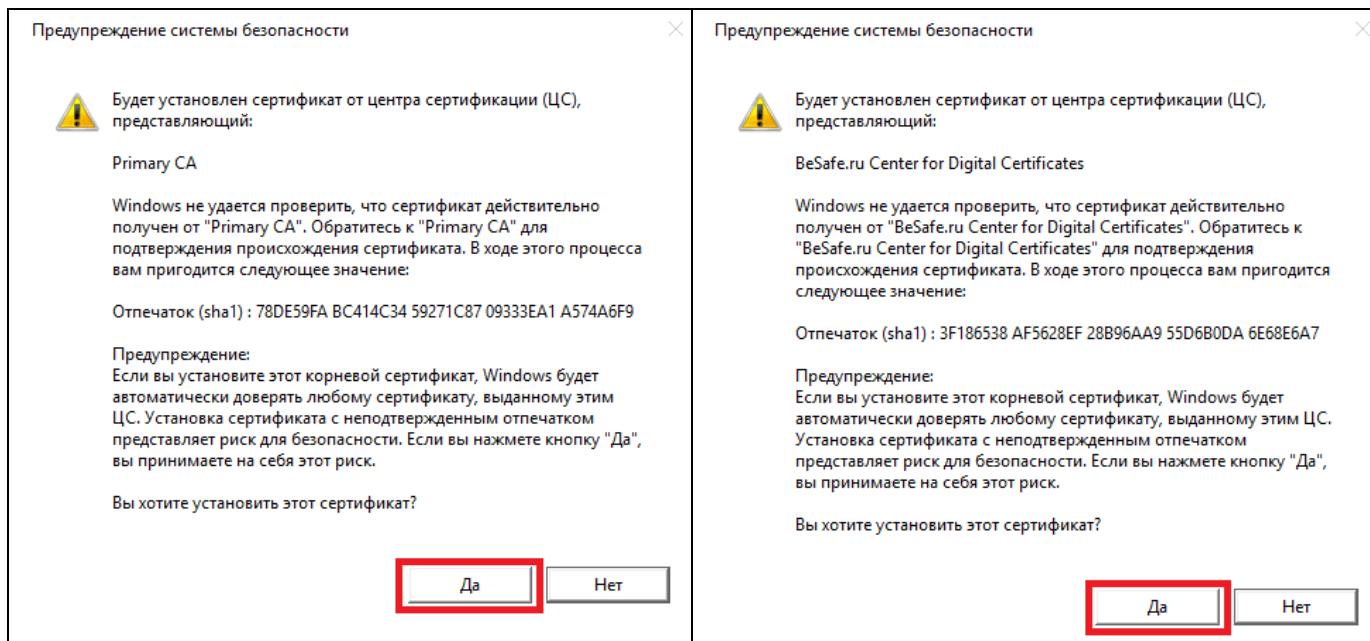 Предупреждение системы безопасности
Будет установлен сертификат от центра сертификации (ЦС),
представляющий:
Primary CA
Windows не удается проверить, что сертификат действительно
получен от "Primary CA". Обратитесь к "Primary CA" для
подтверждения происхождения сертификата. В ходе этого процесса
вам пригодится следующее значение:
Отпечаток (sha1) : 78DE59FA BC414C34 59271C87 09333EA1 A574A6F9
Предупреждение:
Если вы установите этот корневой сертификат, Windows будет
автоматически доверять любому сертификату, выданному этим
ЦС. Установка сертификата с неподтвержденным отпечатком
представляет риск для безопасности. Если вы нажмете кнопку "Да",
вы принимаете на себя этот риск.
Вы хотите установить этот сертификат?
Да
Нет
Предупреждение системы безопасности
Будет установлен сертификат от центра сертификации (ЦС),
представляющий:
BeSafe.ru Center for Digital Certificates
Windows не удается проверить, что сертификат действительно
получен от "BeSafe.ru Center for Digital Certificates". Обратитесь к
"BeSafe.ru Center for Digital Certificates" для подтверждения
происхождения сертификата. В ходе этого процесса вам пригодится
следующее значение:
Отпечаток (sha1) : 3F186538 AF5628EF 28B96AA9 55D6B0DA 6E68E6A7
Предупреждение:
Если вы установите этот корневой сертификат, Windows будет
автоматически доверять любому сертификату, выданному этим ЦС.
Установка сертификата с неподтвержденным отпечатком
представляет риск для безопасности. Если вы нажмете кнопку "Да",
вы принимаете на себя этот риск.
Вы хотите установить этот сертификат?
Да
Нет